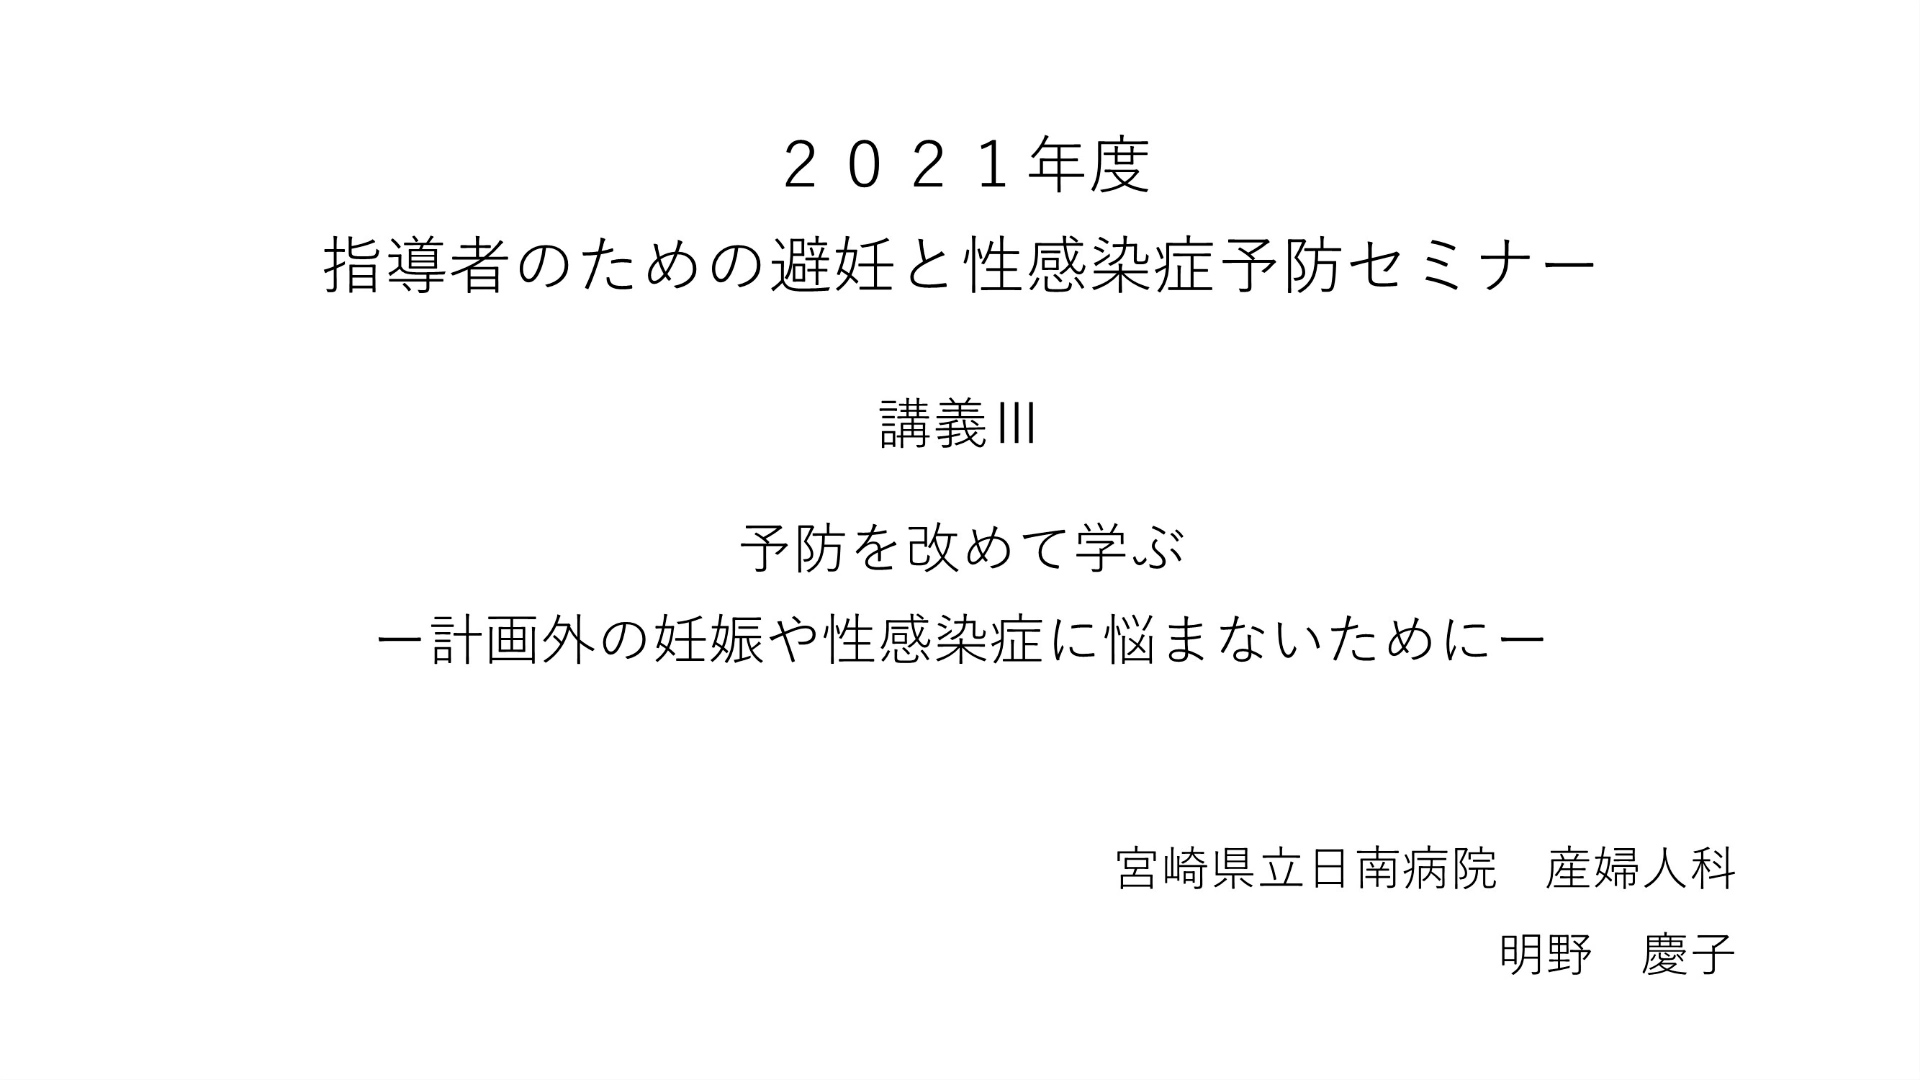 ２０２１年度
指導者のための避妊と性感染症予防セミナー
講義Ⅲ
予防を改めて学ぶ
ー計画外の妊娠や性感染症に悩まないためにー
宮崎県立日南病院　産婦人科
明野　慶子